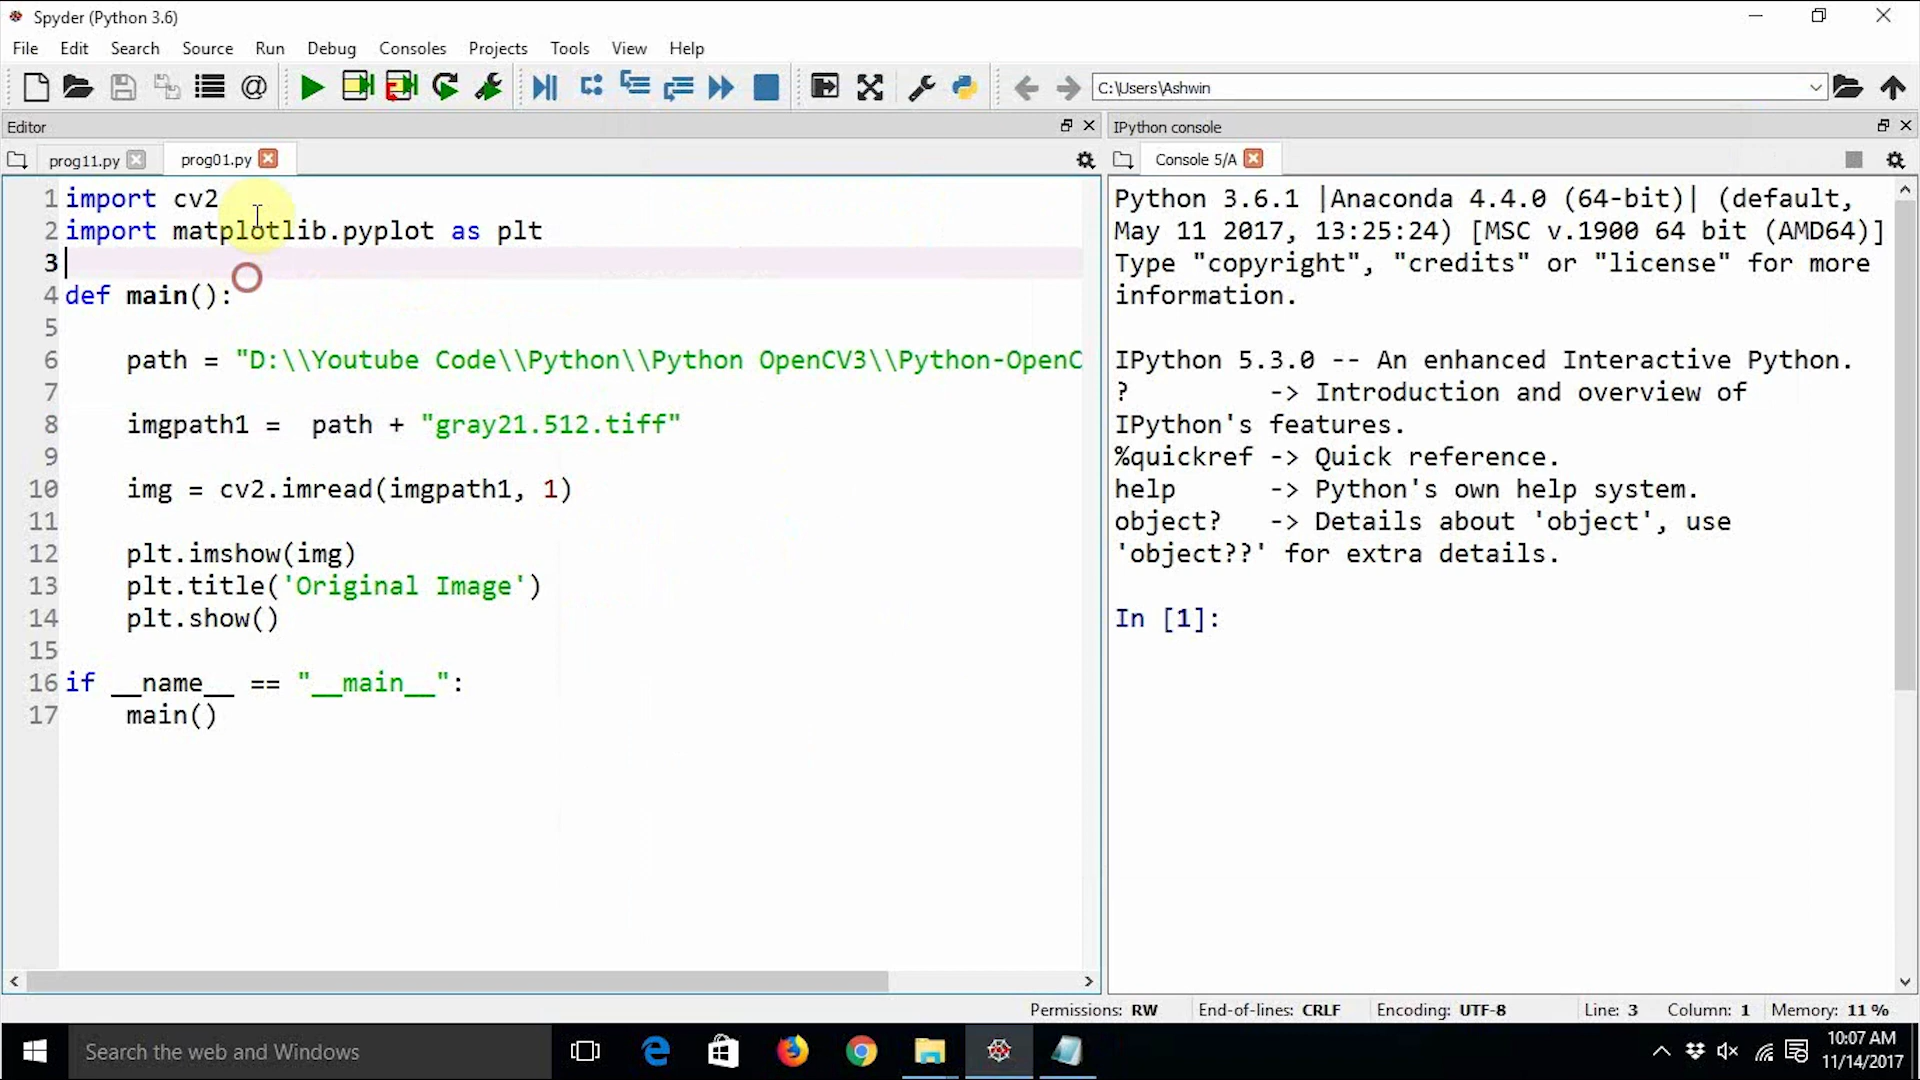 Spyder (Python 3.6)
File Edit Search Source Run Debug Consoles Projects Tools View Help
C:\Users\Ashwin
Editor
prog11.py
prog01.py
1 import cv2
2 import matplotlib.pyplot as plt
3
4 def main():
5
6 path = "D:\\Youtube Code\\Python\\Python OpenCV3\\Python-OpenC
7
8 imgpath1 =  path + "gray21.512.tiff"
9
10 img = cv2.imread(imgpath1, 1)
11
12 plt.imshow(img)
13 plt.title('Original Image')
14 plt.show()
15
16 if __name__ == "__main__":
17 main()
IPython console
Console 5/A
Python 3.6.1 |Anaconda 4.4.0 (64-bit)| (default,
May 11 2017, 13:25:24) [MSC v.1900 64 bit (AMD64)]
Type "copyright", "credits" or "license" for more
information.
IPython 5.3.0 -- An enhanced Interactive Python.
? -> Introduction and overview of
IPython's features.
%quickref -> Quick reference.
help -> Python's own help system.
object? -> Details about 'object', use
'object??' for extra details.
In [1]:
Permissions: RW End-of-lines: CRLF Encoding: UTF-8 Line: 3 Column: 1 Memory: 11 %
Search the web and Windows
10:07 AM
11/14/2017